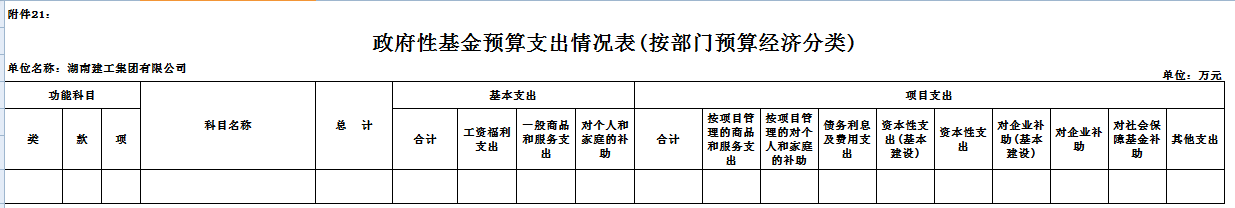 附件21：
政府性基金预算支出情况表(按部门预算经济分类)
单位名称：湖南建工集团有限公司
单位：万元
功能科目
科目名称
总 计
基本支出
项目支出
类
款
项
合计
工资福利
支出
一般商品
和服务支
出
对个人和
家庭的补
助
合计
按项目管
理的商品
和服务支
出
按项目管
理的对个
人和家庭
的补助
债务利息
及费用支
出
资本性支
出(基本
建设)
资本性支
出
对企业补
助(基本
建设)
对企业补
助
对社会保
障基金补
助
其他支出